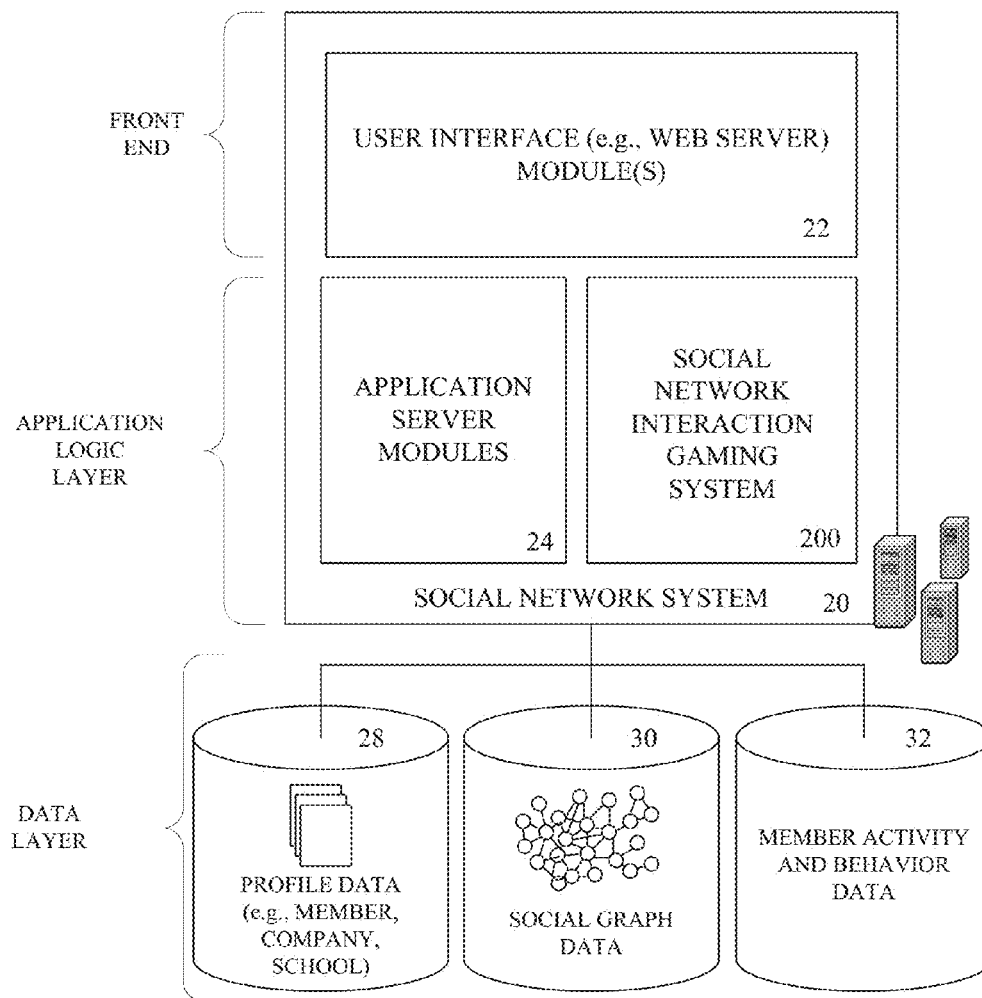 FRONT
END
USER INTERFACE (e.g., WEB SERVER)
MODULE(S)
22
APPLICATION
LOGIC
LAYER
APPLICATION
SERVER
MODULES
24
SOCIAL
NETWORK
INTERACTION
GAMING
SYSTEM
200
SOCIAL NETWORK SYSTEM
20
DATA
LAYER
28
PROFILE DATA
(e.g., MEMBER,
COMPANY,
SCHOOL)
30
SOCIAL GRAPH
DATA
32
MEMBER ACTIVITY
AND BEHAVIOR
DATA